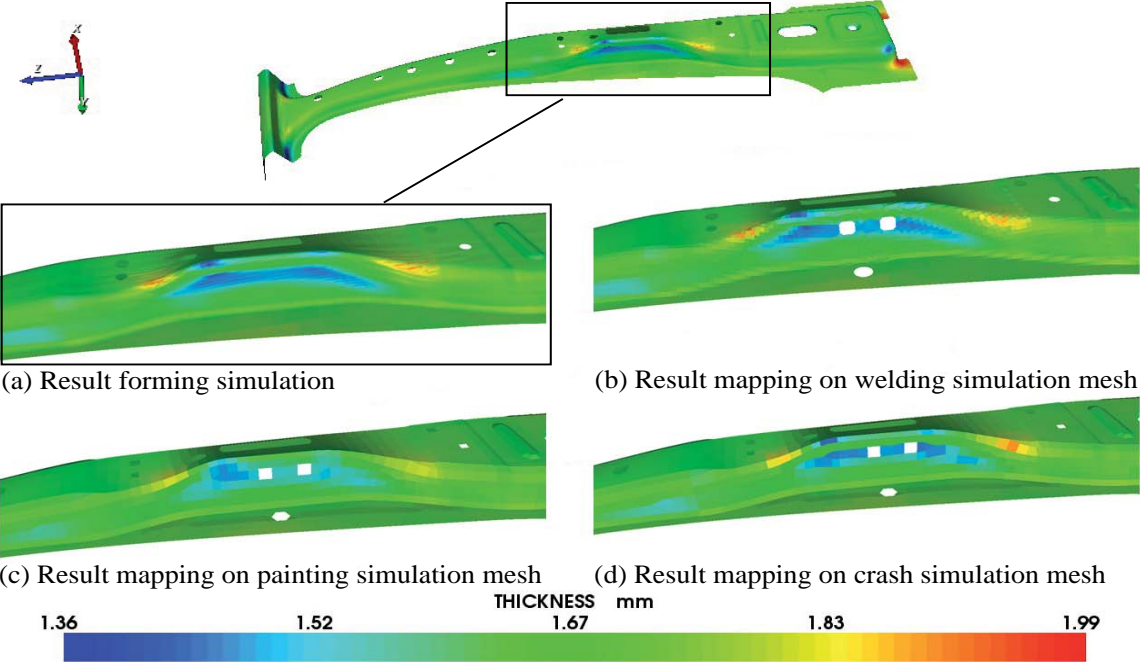 X
Z
Y
(a) Result forming simulation
(b) Result mapping on welding simulation mesh
(c) Result mapping on painting simulation mesh
(d) Result mapping on crash simulation mesh
THICKNESS mm
1.36 1.52 1.67 1.83 1.99